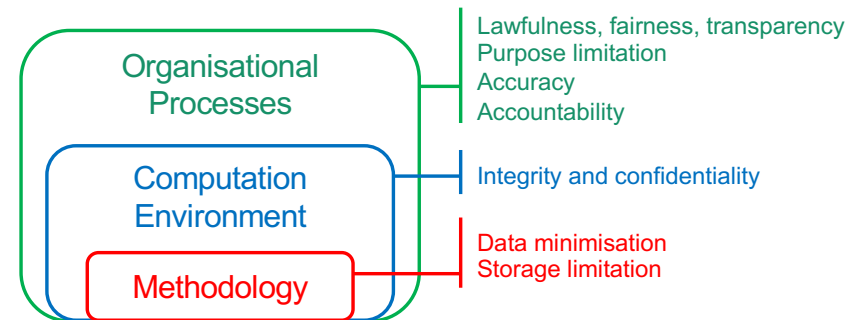 Organisational
Processes
Lawfulness, fairness, transparency
Purpose limitation
Accuracy
Accountability
Computation
Environment
Integrity and confidentiality
Methodology
Data minimisation
Storage limitation